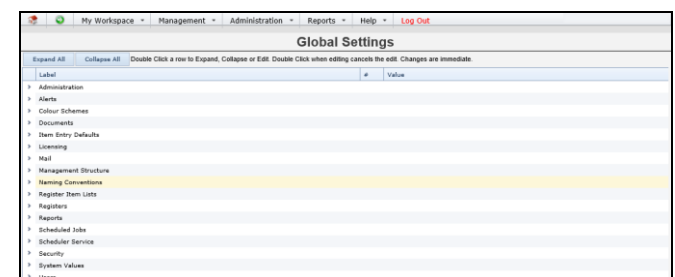 My Workspace Management Administration Reports Help Log Out
Global Settings
Expand All Collapse All Double Click a row to Expand, Collapse or Edit. Double Click when editing cancels the edit. Changes are immediate.
Label # Value
Administration
Alerts
Colour Schemes
Documents
Item Entry Defaults
Licensing
Mail
Management Structure
Naming Conventions
Register Item Lists
Registers
Reports
Scheduled Jobs
Scheduler Service
Security
System Values
Users